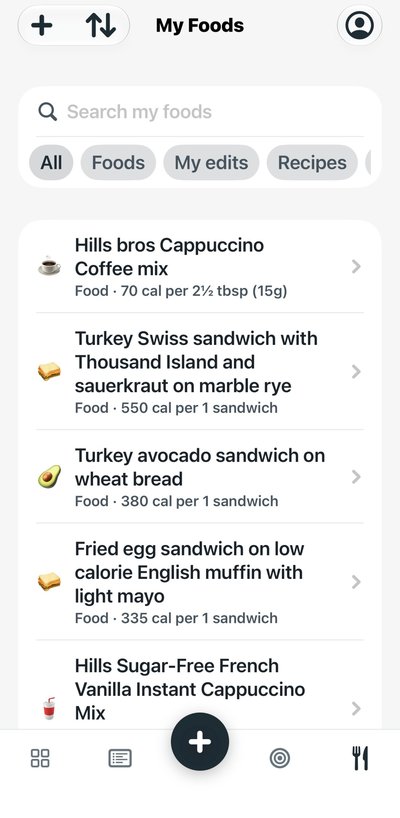 My Foods
Search my foods
All
Foods
My edits
Recipes
Hills bros Cappuccino
Coffee mix
Food · 70 cal per 2½ tbsp (15g)
Turkey Swiss sandwich with
Thousand Island and
sauerkraut on marble rye
Food · 550 cal per 1 sandwich
Turkey avocado sandwich on
wheat bread
Food · 380 cal per 1 sandwich
Fried egg sandwich on low
calorie English muffin with
light mayo
Food · 335 cal per 1 sandwich
Hills Sugar-Free French
Vanilla Instant Cappuccino
Mix